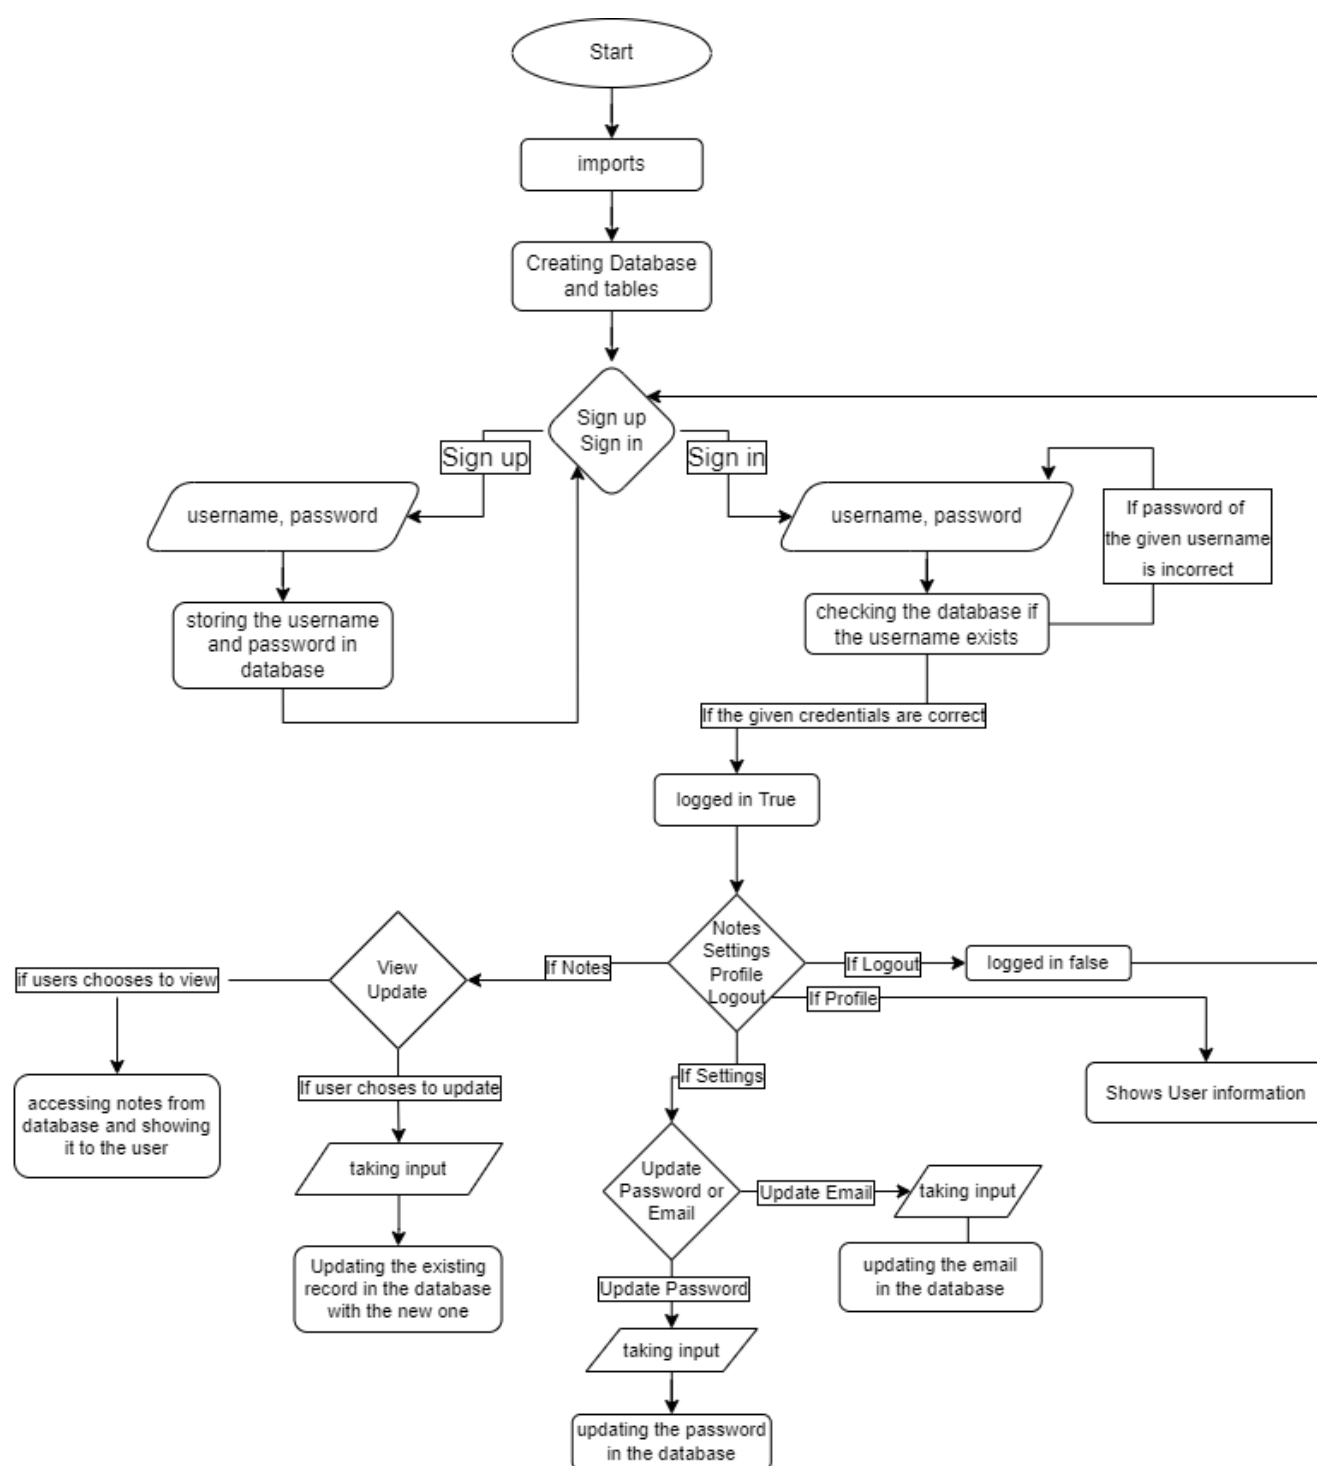 Start
imports
Creating Database
and tables
Sign up
Sign in
Sign up
Sign in
username, password
username, password
If password of
the given username
is incorrect
storing the username
and password in
database
checking the database if
the username exists
If the given credentials are correct
logged in True
Notes
Settings
Profile
Logout
If Notes
If Logout
logged in false
If Profile
View
Update
if users chooses to view
If user choses to update
If Settings
Shows User information
accessing notes from
database and showing
it to the user
taking input
Update
Password or
Email
Update Email
taking input
Updating the existing
record in the database
with the new one
updating the email
in the database
Update Password
taking input
updating the password
in the database